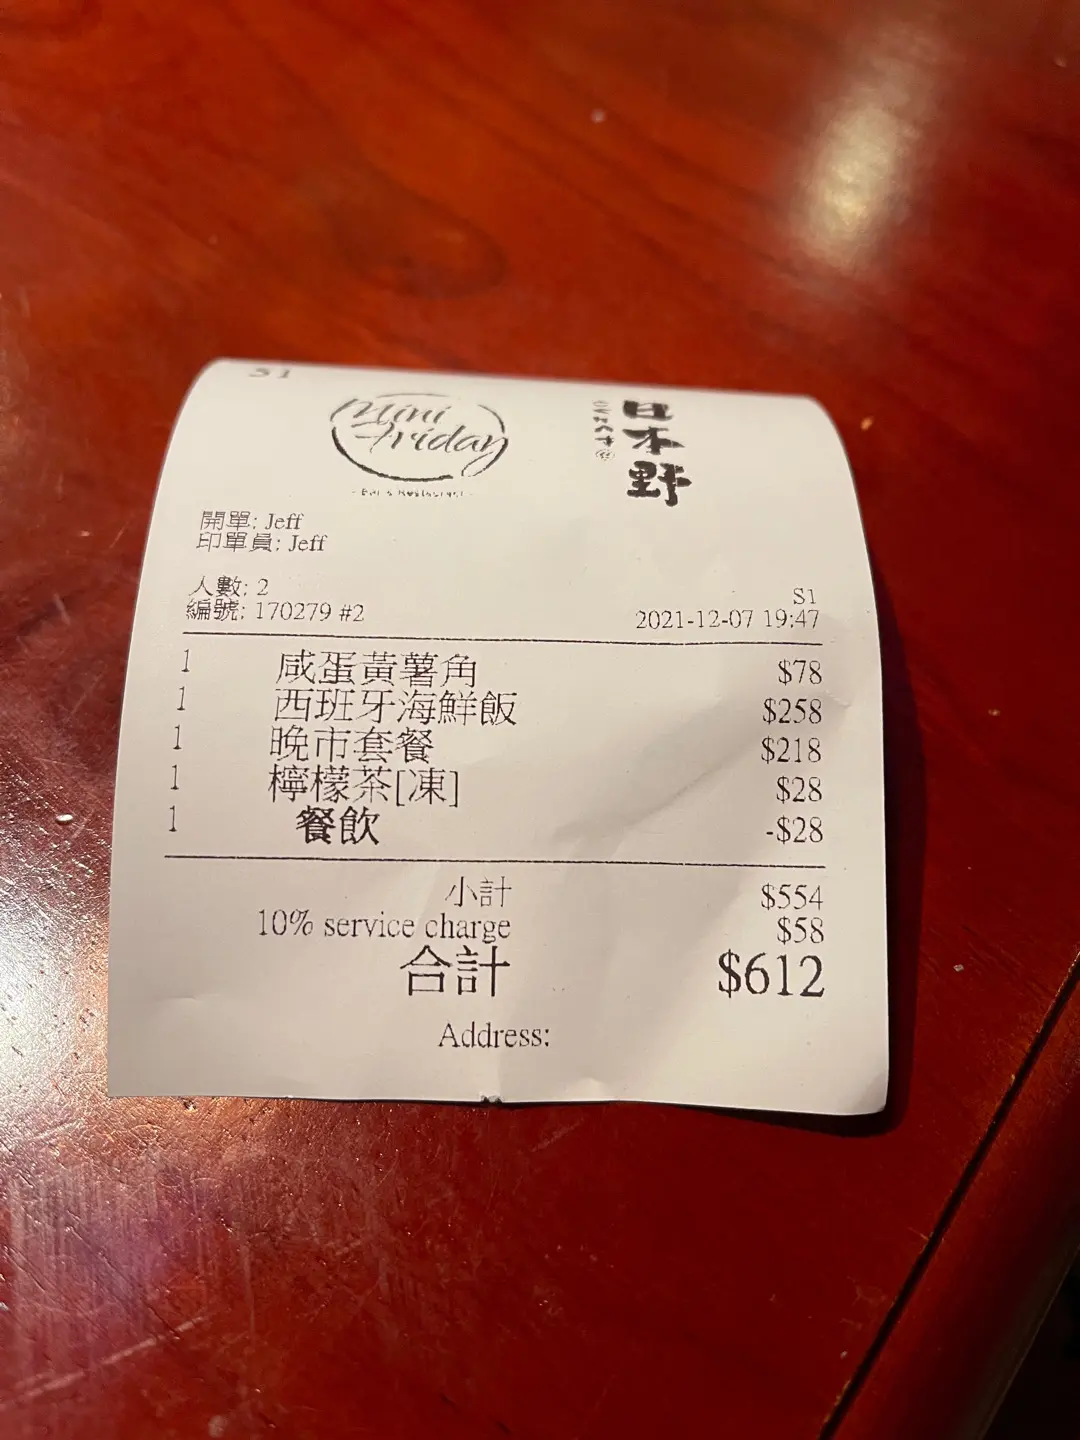 S1
Mini
Friday
日本野
開單: Jeff
印單員: Jeff
人數: 2
S1
編號: 170279 #2 2021-12-07 19:47
1 咸蛋黃薯角 $78
1 西班牙海鮮飯 $258
1 晚市套餐 $218
1 檸檬茶[凍] $28
1 餐飲 -$28
小計 $554
10% service charge $58
合計 $612
Address: